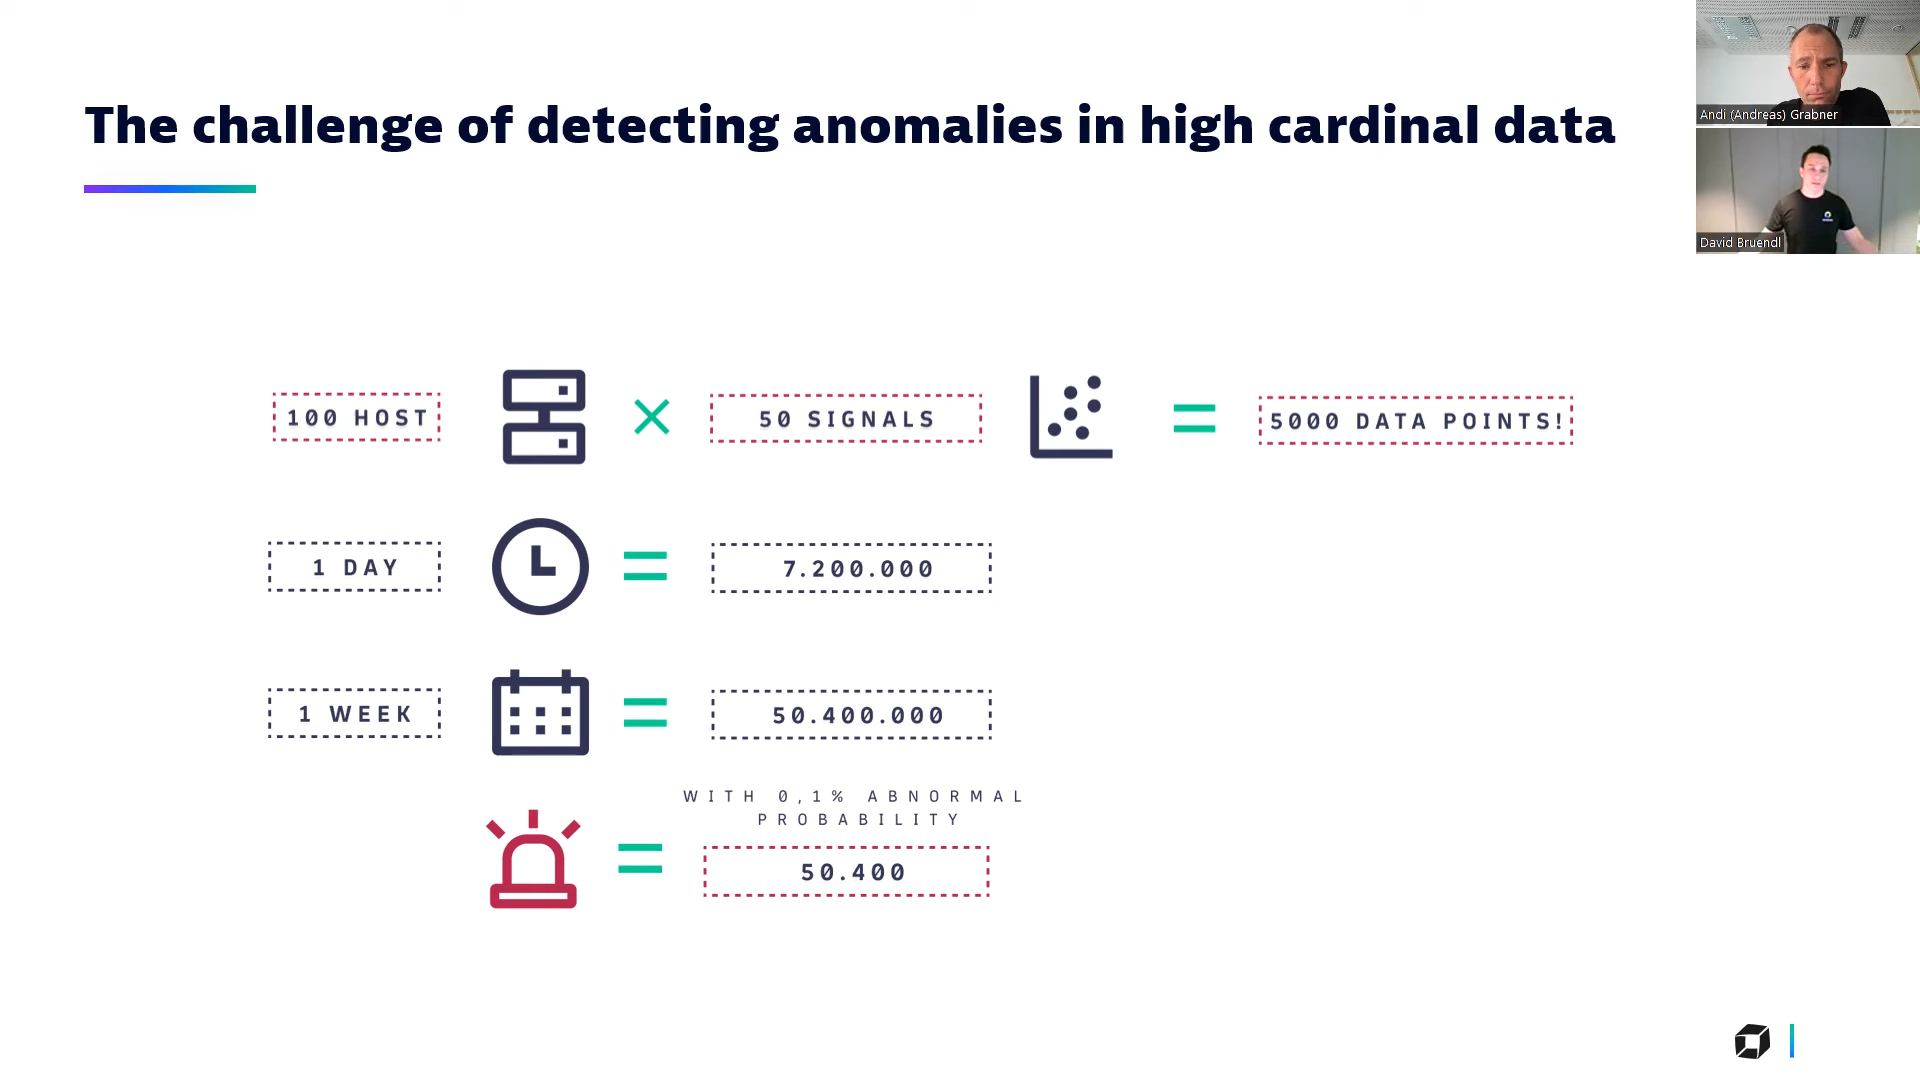 The challenge of detecting anomalies in high cardinal data
Andi (Andreas) Grabner
David Bruendl
100 HOST
50 SIGNALS
5000 DATA POINTS!
1 DAY
7.200.000
1 WEEK
50.400.000
WITH 0,1% ABNORMAL
PROBABILITY
50.400